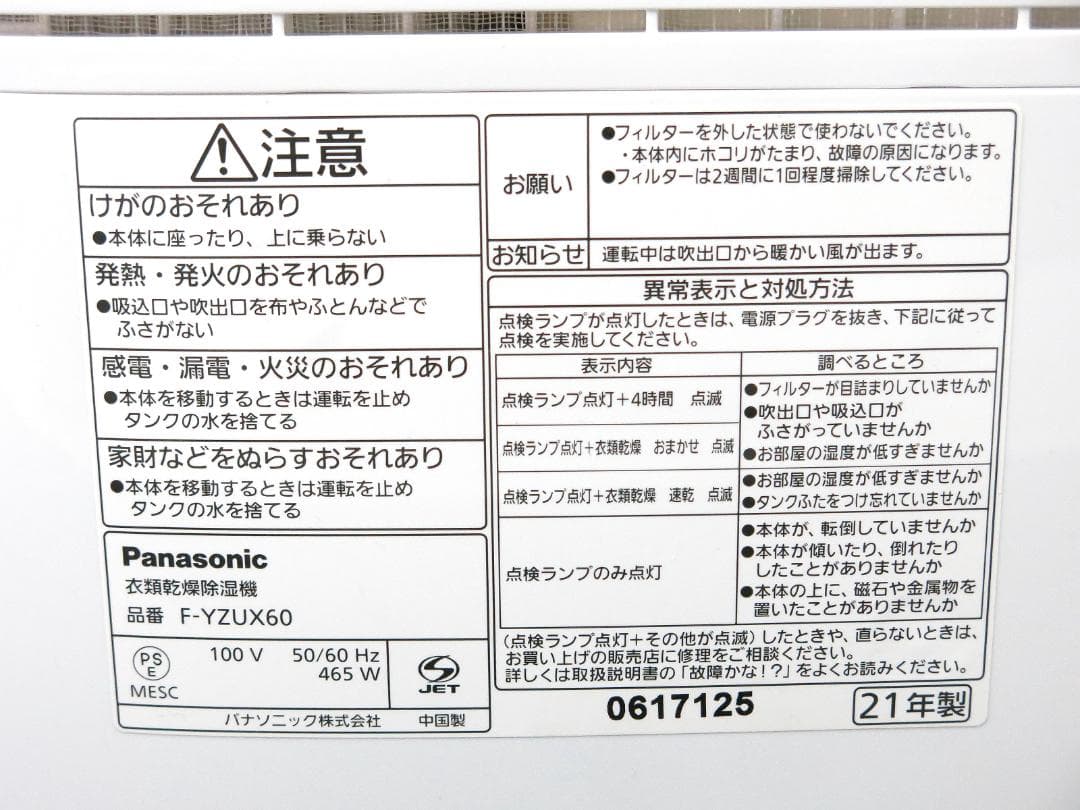 注意
けがのおそれあり
●本体に座ったり、上に乗らない
発熱・発火のおそれあり
●吸込口や吹出口を布やふとんなどで
ふさがない
感電・漏電・火災のおそれあり
●本体を移動するときは運転を止め
タンクの水を捨てる
家財などをぬらすおそれあり
●本体を移動するときは運転を止め
タンクの水を捨てる
Panasonic
衣類乾燥除湿機
品番 F-YZUX60
PS
E
MESC
100 V 50/60 Hz
465 W
JET
パナソニック株式会社 中国製
お願い
●フィルターを外した状態で使わないでください。
・本体内にホコリがたまり、故障の原因になります。
●フィルターは2週間に1回程度掃除してください。
お知らせ 運転中は吹出口から暖かい風が出ます。
異常表示と対処方法
点検ランプが点灯したときは、電源プラグを抜き、下記に従って
点検を実施してください。
表示内容 調べるところ
点検ランプ点灯+4時間 点滅
点検ランプ点灯+衣類乾燥 おまかせ 点滅
●フィルターが目詰まりしていませんか
●吹出口や吸込口が
ふさがっていませんか
●お部屋の温度が低すぎませんか
点検ランプ点灯+衣類乾燥 速乾 点滅
●お部屋の湿度が低すぎませんか
●タンクふたをつけ忘れていませんか
点検ランプのみ点灯
●本体が、転倒していませんか
●本体が傾いたり、倒れたり
したことがありませんか
●本体の上に、磁石や金属物を
置いたことがありませんか
(点検ランプ点灯+その他が点滅)したときや、直らないときは、
お買い上げの販売店に修理をご相談ください。
詳しくは取扱説明書の「故障かな!?」をよくお読みください。
0617125
21年製